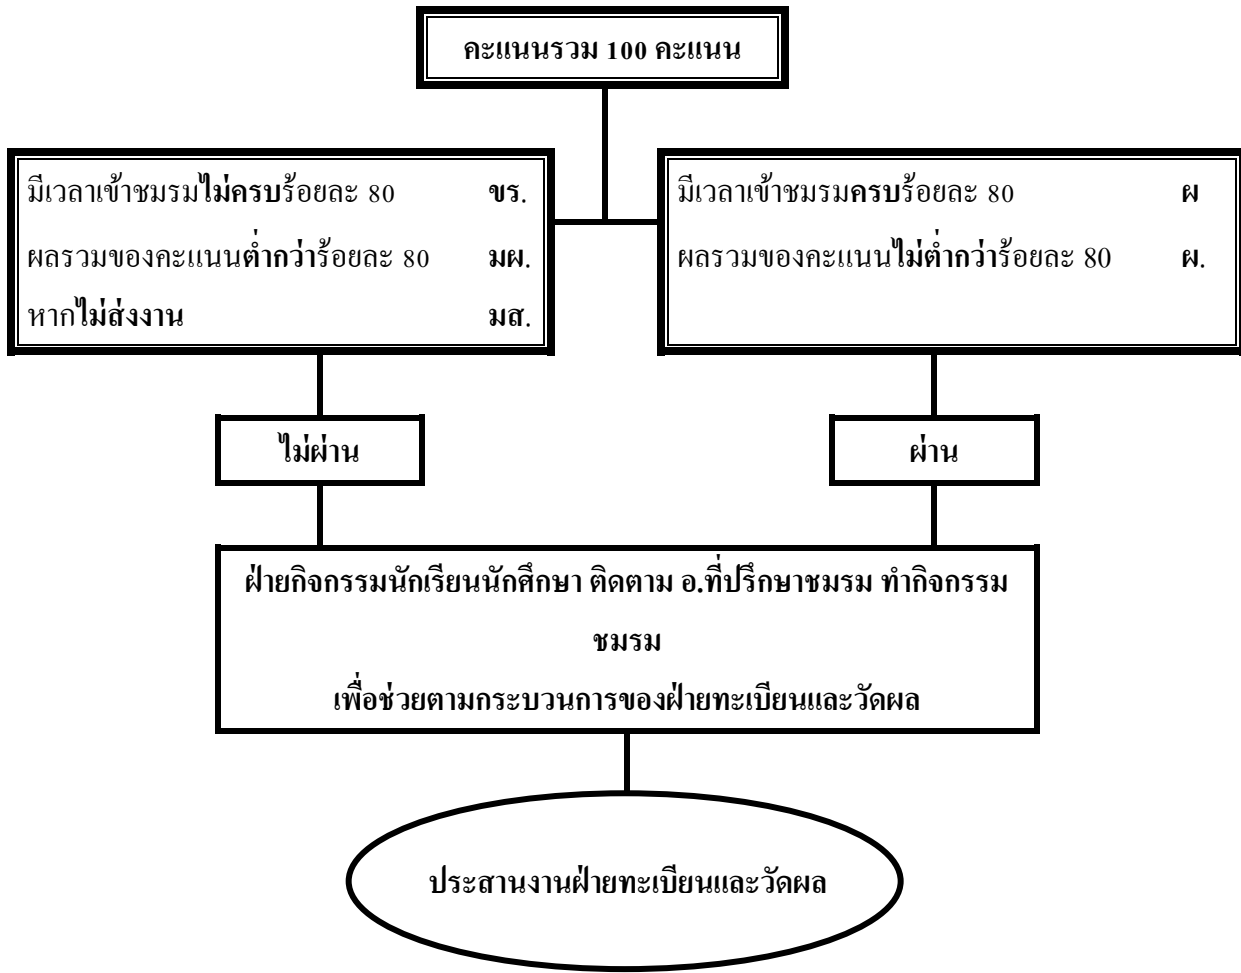 คะแนนรวม 100 คะแนน
มีเวลาเข้าชมรมไม่ครบร้อยละ 80 ขร.
ผลรวมของคะแนนต่ำกว่าร้อยละ 80 มผ.
หากไม่ส่งงาน มส.
มีเวลาเข้าชมรมครบร้อยละ 80 ผ
ผลรวมของคะแนนไม่ต่ำกว่าร้อยละ 80 ผ.
ไม่ผ่าน
ผ่าน
ฝ่ายกิจกรรมนักเรียนนักศึกษา ติดตาม อ.ที่ปรึกษาชมรม ทำกิจกรรม
ชมรม
เพื่อช่วยตามกระบวนการของฝ่ายทะเบียนและวัดผล
ประสานงานฝ่ายทะเบียนและวัดผล